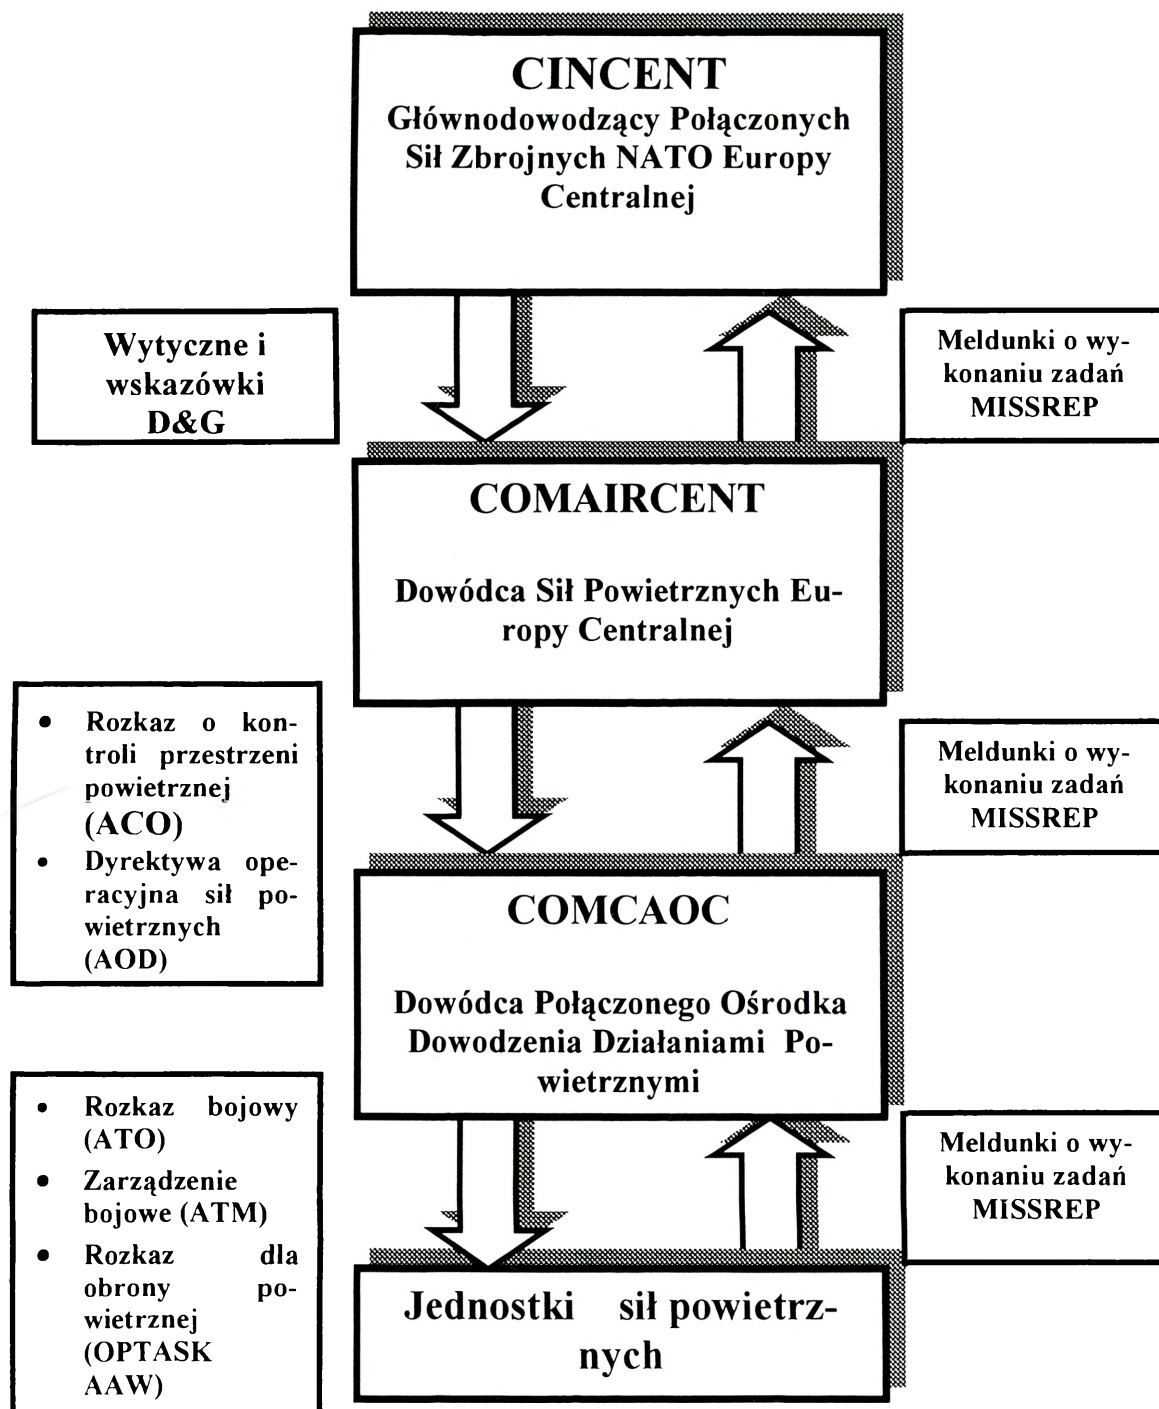 CINCENT
Głównodowodzący Połączonych
Sił Zbrojnych NATO Europy
Centralnej
Wytyczne i
wskazówki
D&G
Meldunki o wy-
konaniu zadań
MISSREP
COMAIRCENT
Dowódca Sił Powietrznych Eu-
ropy Centralnej
• Rozkaz o kon-
troli przestrzeni
powietrznej
(ACO)
• Dyrektywa ope-
racyjna sił po-
wietrznych
(AOD)
Meldunki o wy-
konaniu zadań
MISSREP
COMCAOC
Dowódca Połączonego Ośrodka
Dowodzenia Działaniami Po-
wietrznymi
• Rozkaz bojowy
(ATO)
• Zarządzenie
bojowe (ATM)
• Rozkaz dla
obrony po-
wietrznej
(OPTASK
AAW)
Meldunki o wy-
konaniu zadań
MISSREP
Jednostki sił powietrz-
nych